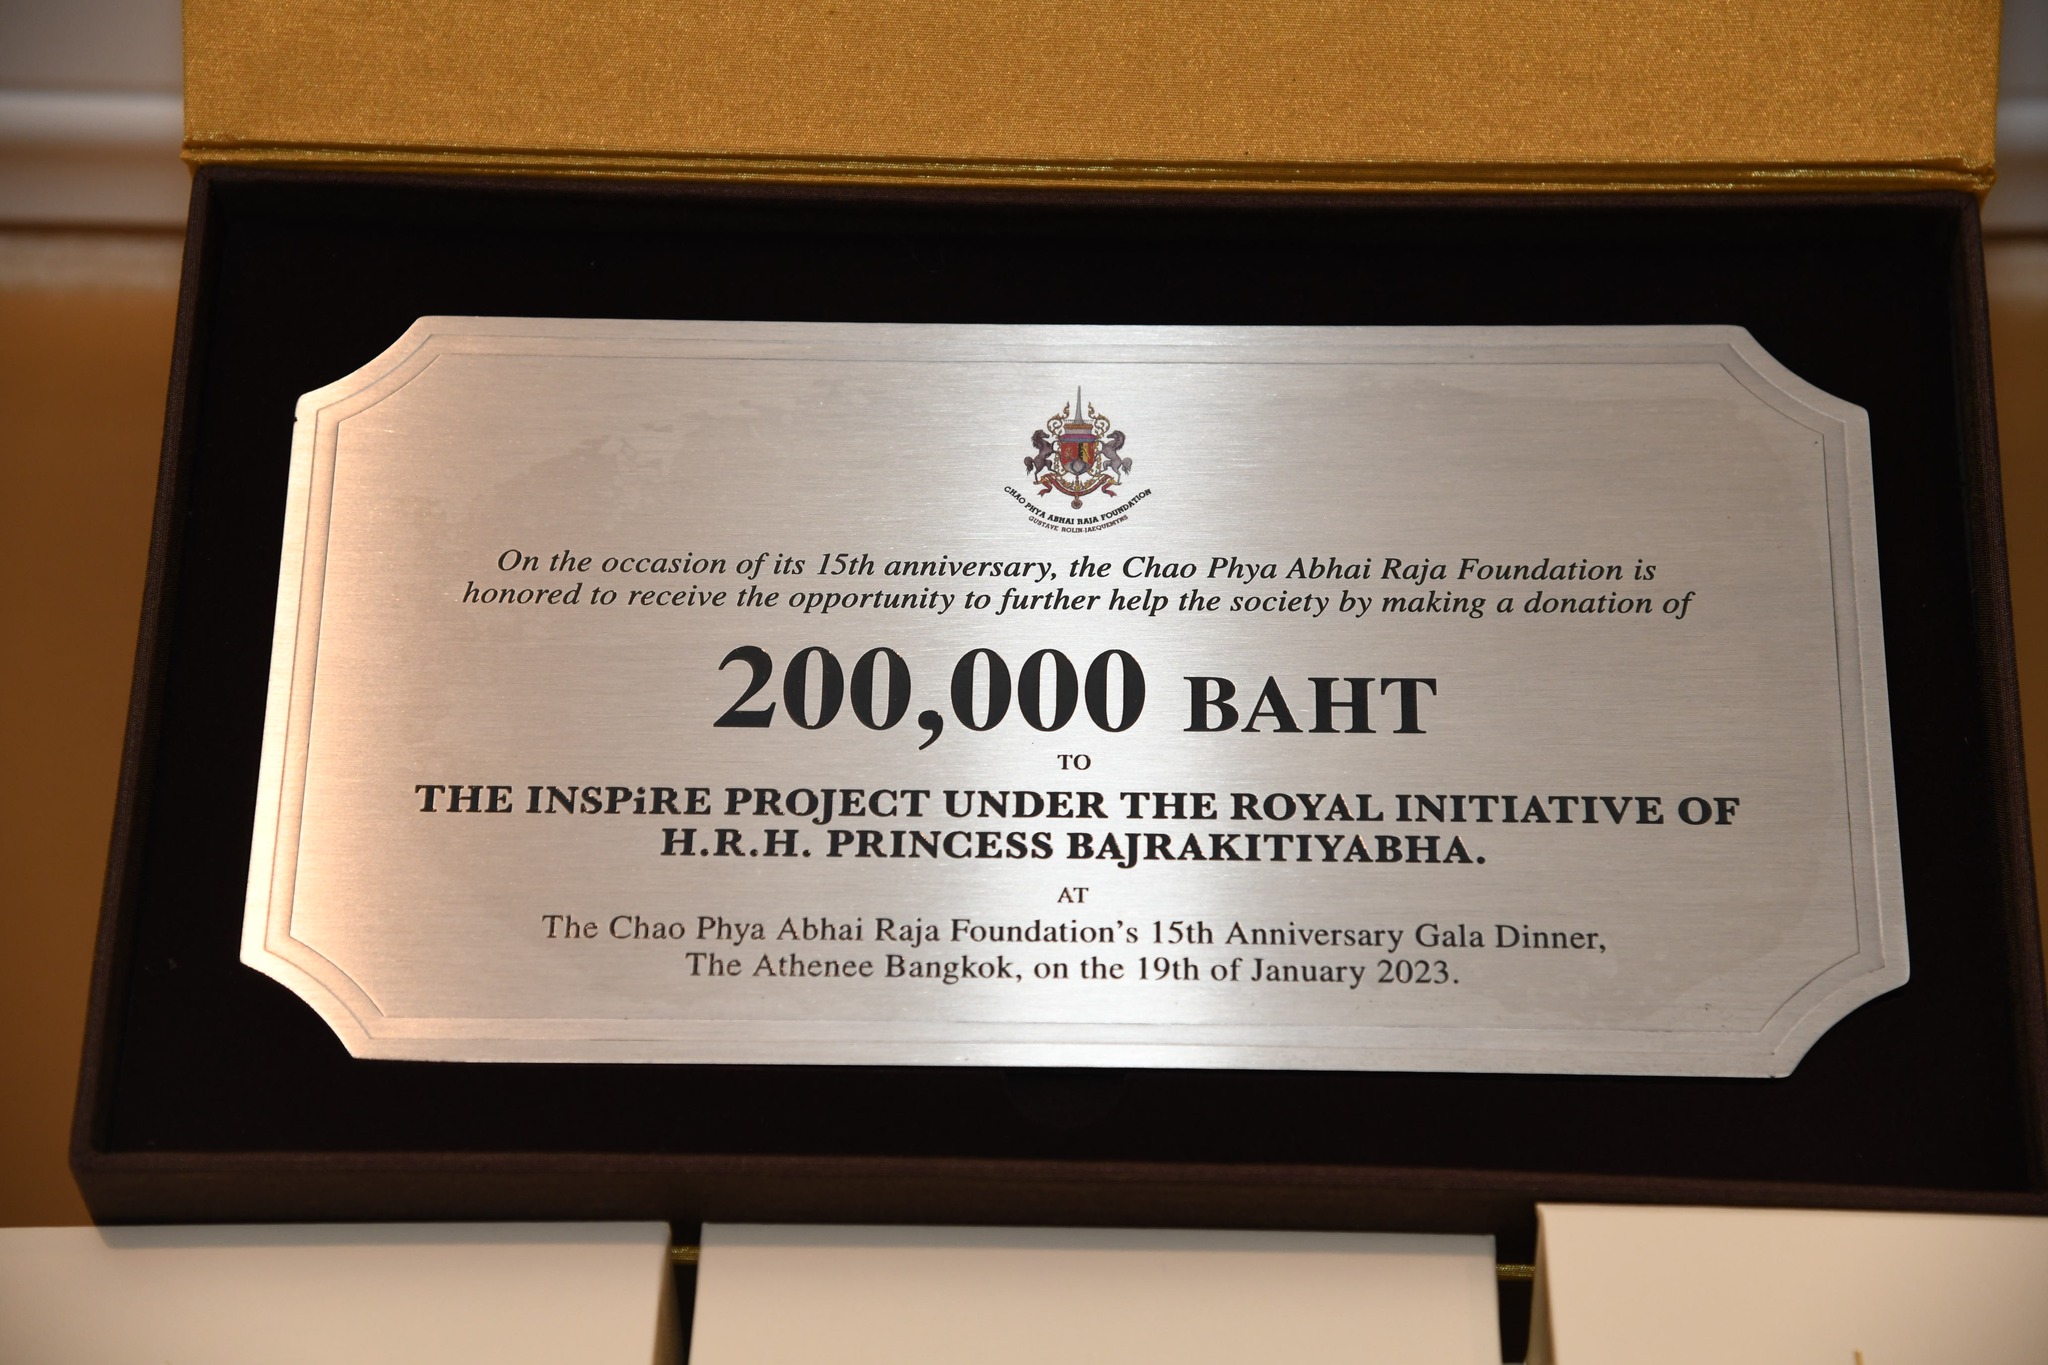 CHAO PHYA ABHAI RAJA FOUNDATION
GUSTAVE ROLIN-JAEQUEMYNS
On the occasion of its 15th anniversary, the Chao Phya Abhai Raja Foundation is
honored to receive the opportunity to further help the society by making a donation of
200,000 BAHT
TO
THE INSPiRE PROJECT UNDER THE ROYAL INITIATIVE OF
H.R.H. PRINCESS BAJRAKITIYABHA.
AT
The Chao Phya Abhai Raja Foundation's 15th Anniversary Gala Dinner,
The Athenee Bangkok, on the 19th of January 2023.